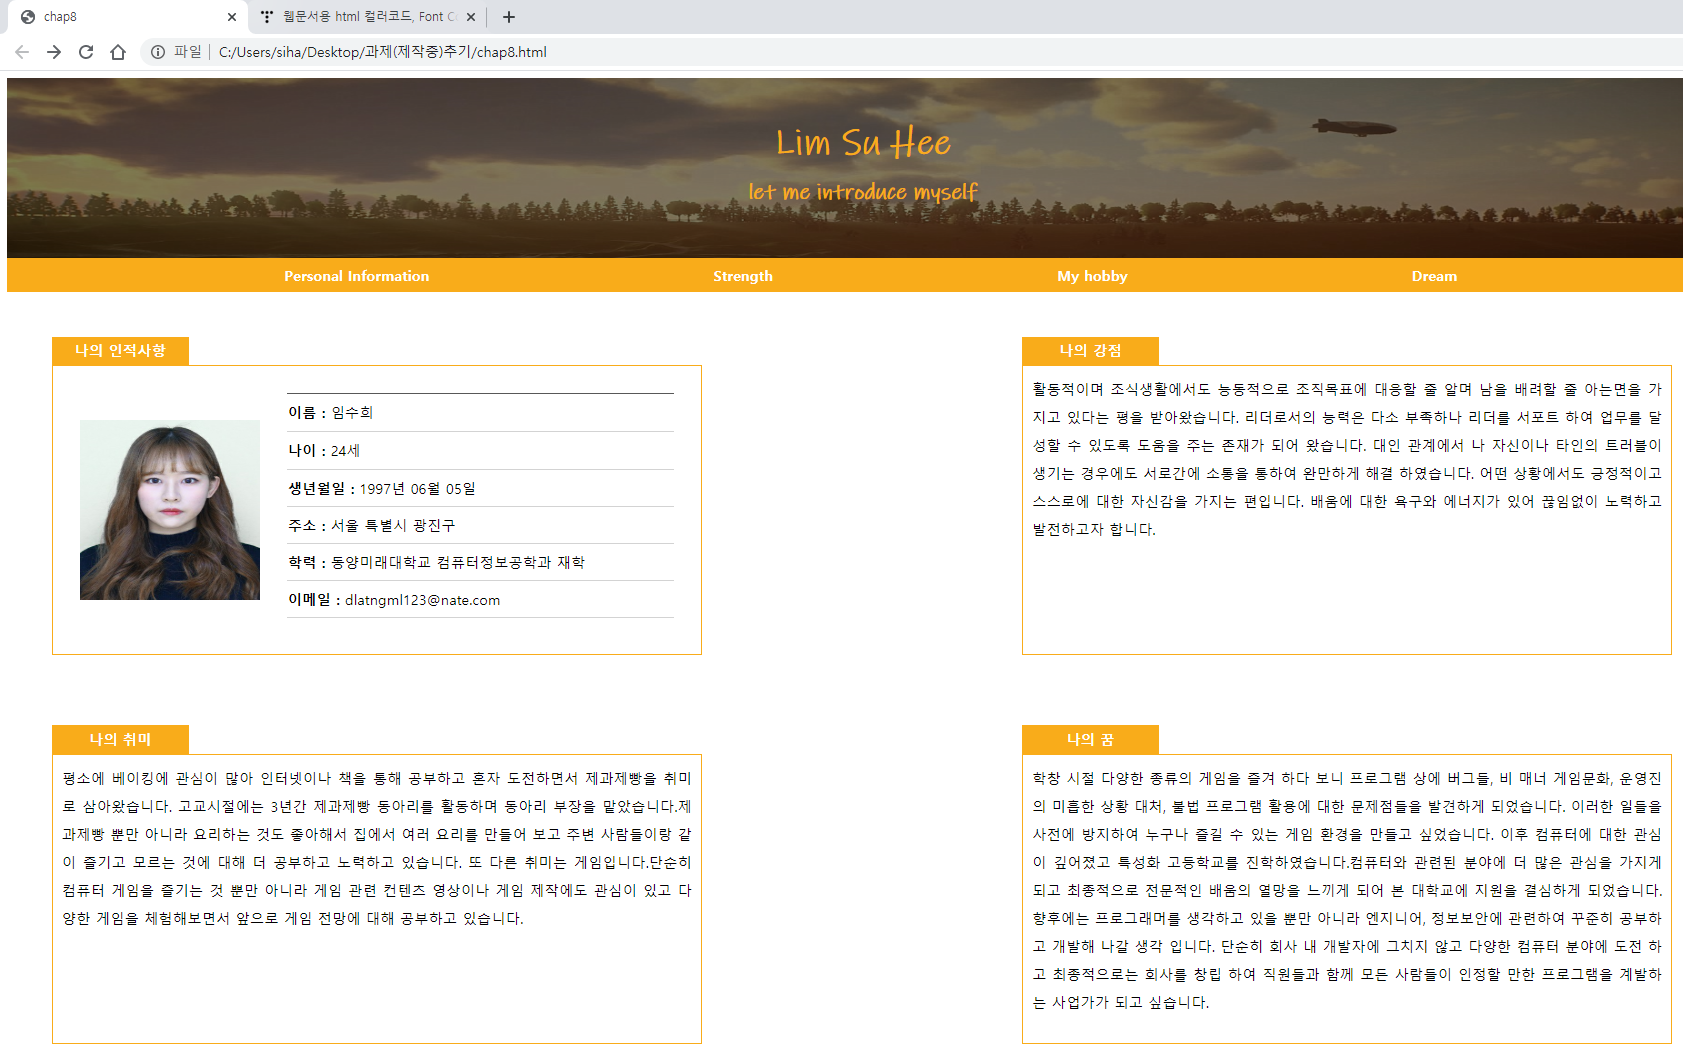 chap8
웹문서용 html 컬러코드, Font
파일
C:/Users/siha/Desktop/과제(제작중)추가/chap8.html
Lim Su Hee
let me introduce myself
Personal Information
Strength
My hobby
Dream
나의 인적사항
이름 : 임수희
나이 : 24세
생년월일 : 1997년 06월 05일
주소 : 서울 특별시 광진구
학력 : 동양미래대학교 컴퓨터정보공학과 재학
이메일 : dlatngml123@nate.com
나의 강점
활동적이며 조직생활에서도 능동적으로 조직목표에 대응할 줄 알며 남을 배려할 줄 아는면을 가
지고 있다는 평을 받아왔습니다. 리더로서의 능력은 다소 부족하나 리더를 서포트 하여 업무를 달
성할 수 있도록 도움을 주는 존재가 되어 왔습니다. 대인 관계에서 나 자신이나 타인의 트러블이
생기는 경우에도 서로간에 소통을 통하여 완만하게 해결 하였습니다. 어떤 상황에서도 긍정적이고
스스로에 대한 자신감을 가지는 편입니다. 배움에 대한 욕구와 에너지가 있어 끊임없이 노력하고
발전하고자 합니다.
나의 취미
평소에 베이킹에 관심이 많아 인터넷이나 책을 통해 공부하고 혼자 도전하면서 제과제빵을 취미
로 삼아왔습니다. 고교시절에는 3년간 제과제빵 동아리를 활동하며 동아리 부장을 맡았습니다.제
과제빵 뿐만 아니라 요리하는 것도 좋아해서 집에서 여러 요리를 만들어 보고 주변 사람들이랑 같
이 즐기고 모르는 것에 대해 더 공부하고 노력하고 있습니다. 또 다른 취미는 게임입니다.단순히
컴퓨터 게임을 즐기는 것 뿐만 아니라 게임 관련 컨텐츠 영상이나 게임 제작에도 관심이 있고 다
양한 게임을 체험해보면서 앞으로 게임 전망에 대해 공부하고 있습니다.
나의 꿈
학창 시절 다양한 종류의 게임을 즐겨 하다 보니 프로그램 상에 버그들, 비 매너 게임문화, 운영진
의 미흡한 상황 대처, 불법 프로그램 활용에 대한 문제점들을 발견하게 되었습니다. 이러한 일들을
사전에 방지하여 누구나 즐길 수 있는 게임 환경을 만들고 싶었습니다. 이후 컴퓨터에 대한 관심
이 깊어졌고 특성화 고등학교를 진학하였습니다.컴퓨터와 관련된 분야에 더 많은 관심을 가지게
되고 최종적으로 전문적인 배움의 열망을 느끼게 되어 본 대학교에 지원을 결심하게 되었습니다.
향후에는 프로그래머를 생각하고 있을 뿐만 아니라 엔지니어, 정보보안에 관련하여 꾸준히 공부하
고 개발해 나갈 생각 입니다. 단순히 회사 내 개발자에 그치지 않고 다양한 컴퓨터 분야에 도전 하
고 최종적으로는 회사를 창립 하여 직원들과 함께 모든 사람들이 인정할 만한 프로그램을 계발하
는 사업가가 되고 싶습니다.